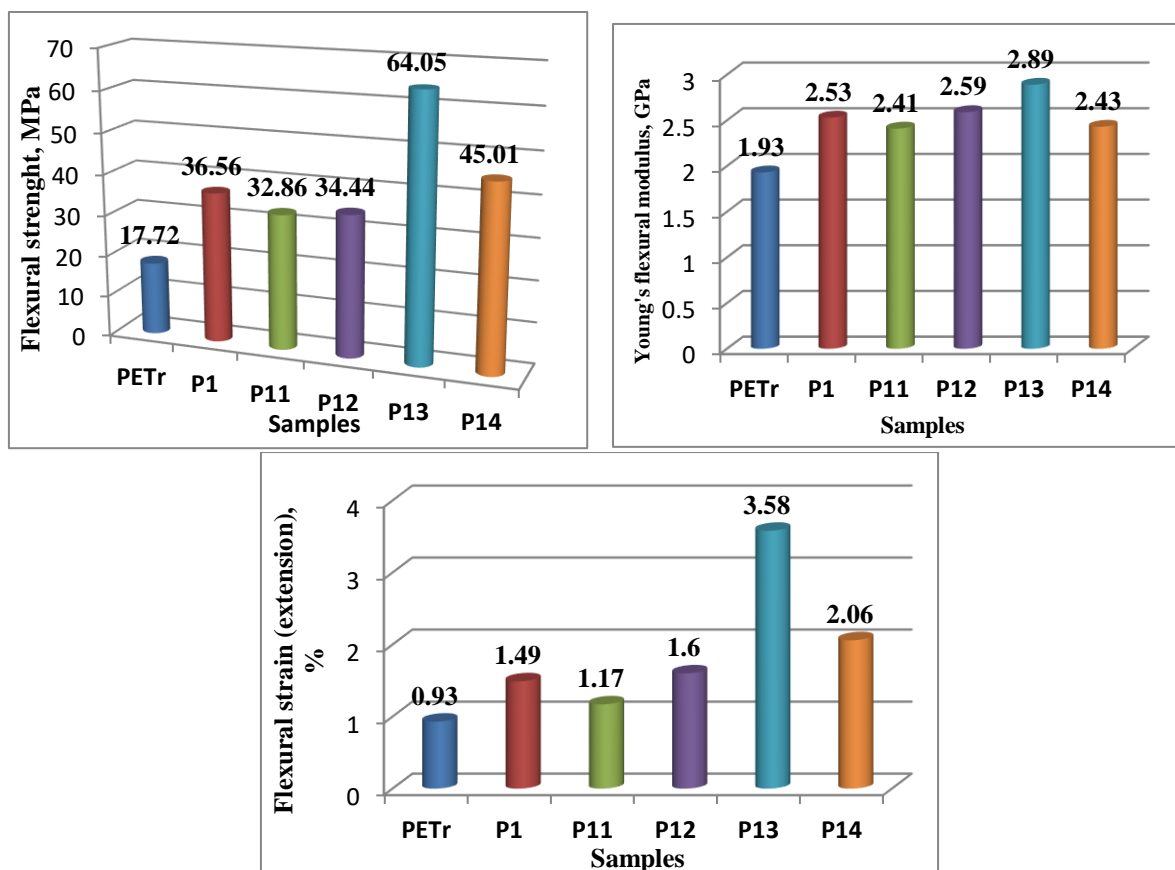 Flexural strenght, MPa
70
60
50
40
30
20
10
0
17.72
36.56
32.86
34.44
64.05
45.01
PETr
P1
P11
P12
P13
P14
Samples
Young's flexural modulus, GPa
3
2.5
2
1.5
1
0.5
0
1.93
2.53
2.41
2.59
2.89
2.43
PETr P1 P11 P12 P13 P14
Samples
Flexural strain (extension),
%
4
3
2
1
0
0.93
1.49
1.17
1.6
3.58
2.06
PETr P1 P11 P12 P13 P14
Samples